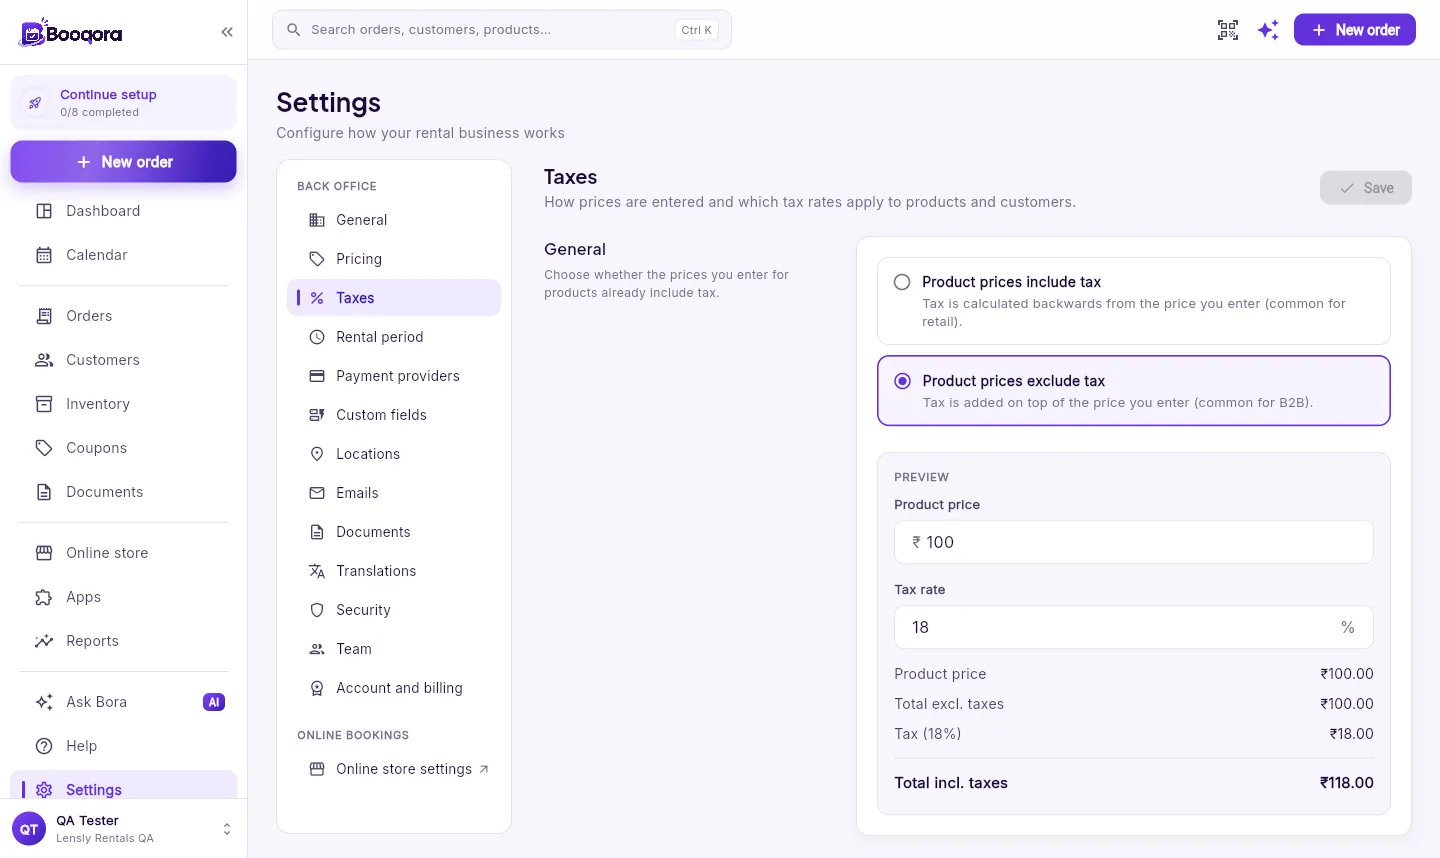 Booqora
Continue setup
0/8 completed
New order
Dashboard
Calendar
Orders
Customers
Inventory
Coupons
Documents
Online store
Apps
Reports
Ask Bora AI
Help
Settings
QT
QA Tester
Lensly Rentals QA
Search orders, customers, products... Ctrl K
New order
Settings
Configure how your rental business works
BACK OFFICE
General
Pricing
Taxes
Rental period
Payment providers
Custom fields
Locations
Emails
Documents
Translations
Security
Team
Account and billing
ONLINE BOOKINGS
Online store settings
Taxes
How prices are entered and which tax rates apply to products and customers.
Save
General
Choose whether the prices you enter for
products already include tax.
Product prices include tax
Tax is calculated backwards from the price you enter (common for
retail).
Product prices exclude tax
Tax is added on top of the price you enter (common for B2B).
PREVIEW
Product price
₹ 100
Tax rate
18 %
Product price ₹100.00
Total excl. taxes ₹100.00
Tax (18%) ₹18.00
Total incl. taxes ₹118.00